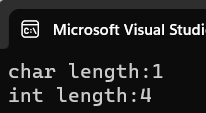 Microsoft Visual Studi
char length:1
int length:4